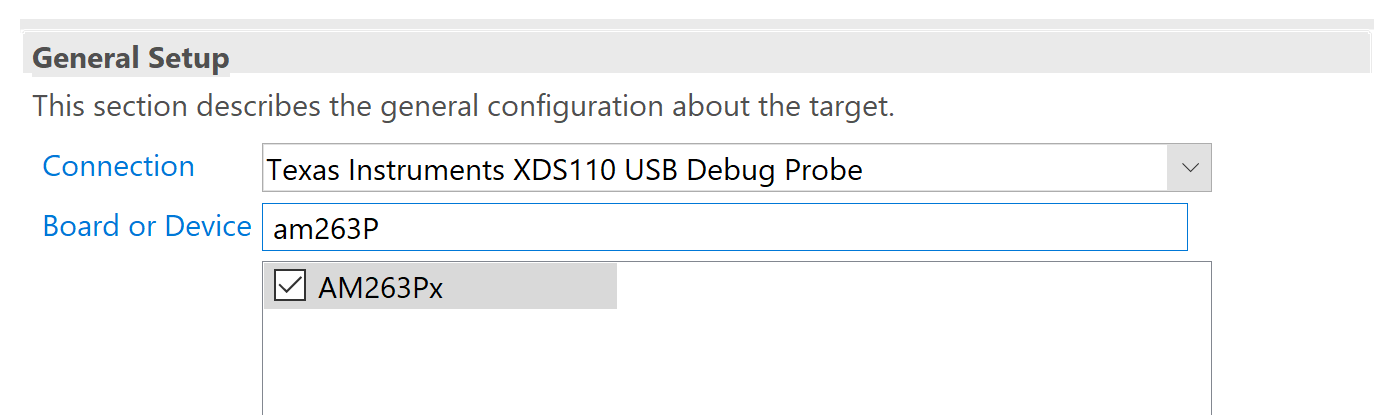 General Setup
This section describes the general configuration about the target.
Connection Texas Instruments XDS110 USB Debug Probe
Board or Device am263P
AM263Px